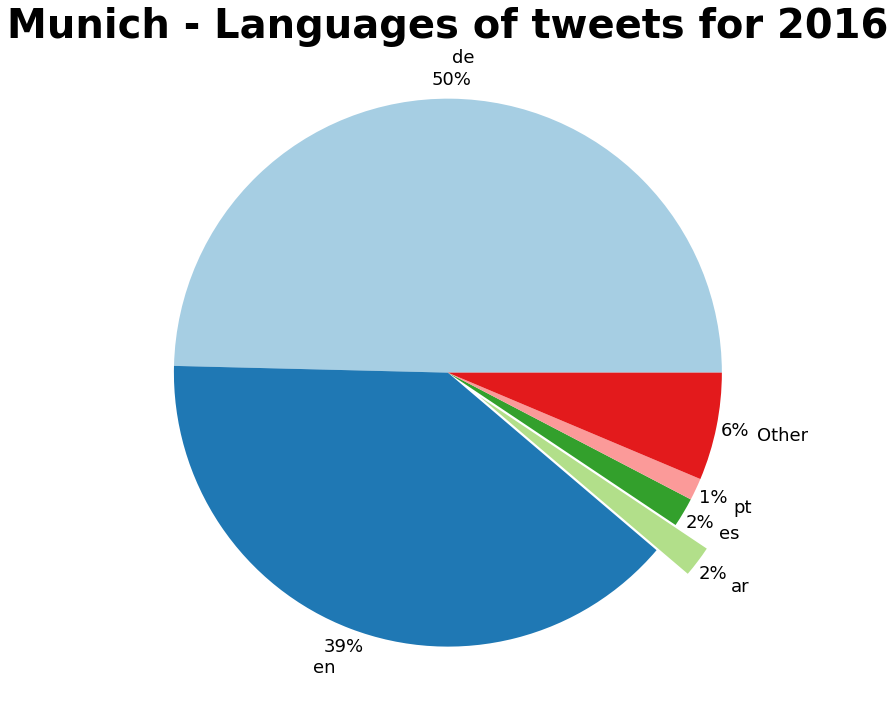 Munich - Languages of tweets for 2016
de
50%
6%
Other
1%
pt
2%
es
2%
ar
39%
en